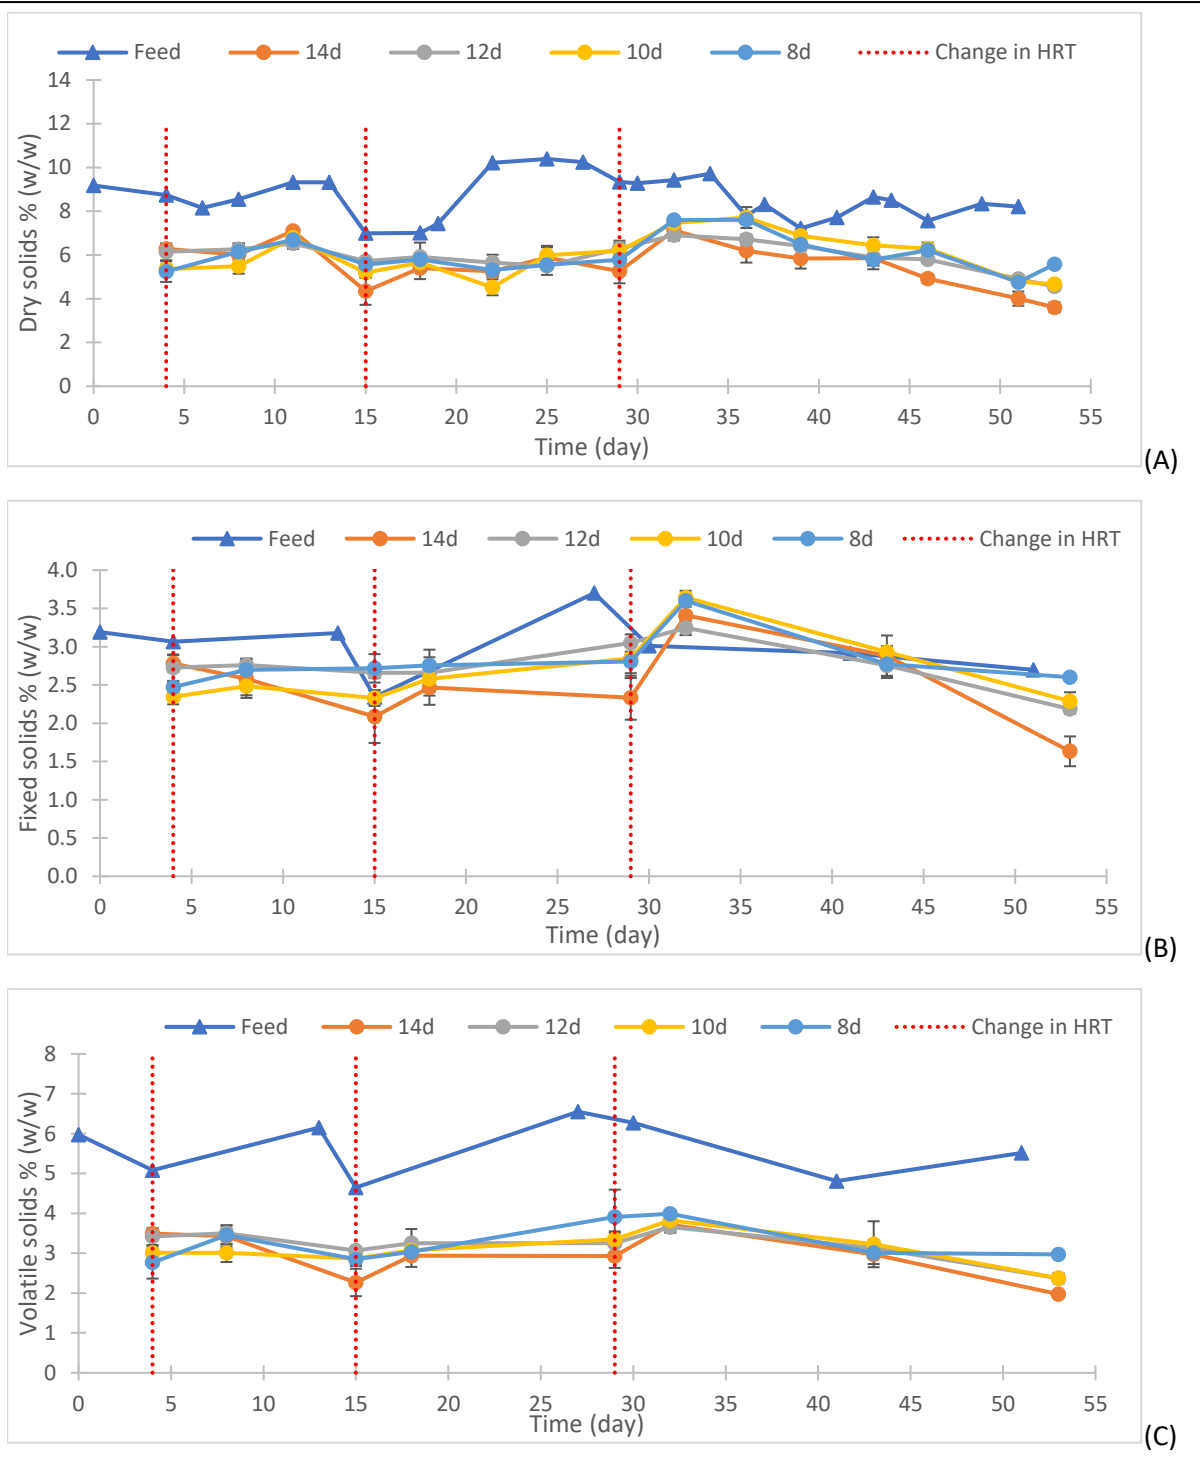 Feed 14d 12d 10d 8d Change in HRT
14
12
10
8
6
4
2
0
Dry solids % (w/w)
0 5 10 15 20 25 30 35 40 45 50 55
Time (day)
(A)
Feed 14d 12d 10d 8d Change in HRT
4.0
3.5
3.0
2.5
2.0
1.5
1.0
0.5
0.0
Fixed solids % (w/w)
0 5 10 15 20 25 30 35 40 45 50 55
Time (day)
(B)
Feed 14d 12d 10d 8d Change in HRT
8
7
6
5
4
3
2
1
0
Volatile solids % (w/w)
0 5 10 15 20 25 30 35 40 45 50 55
Time (day)
(C)